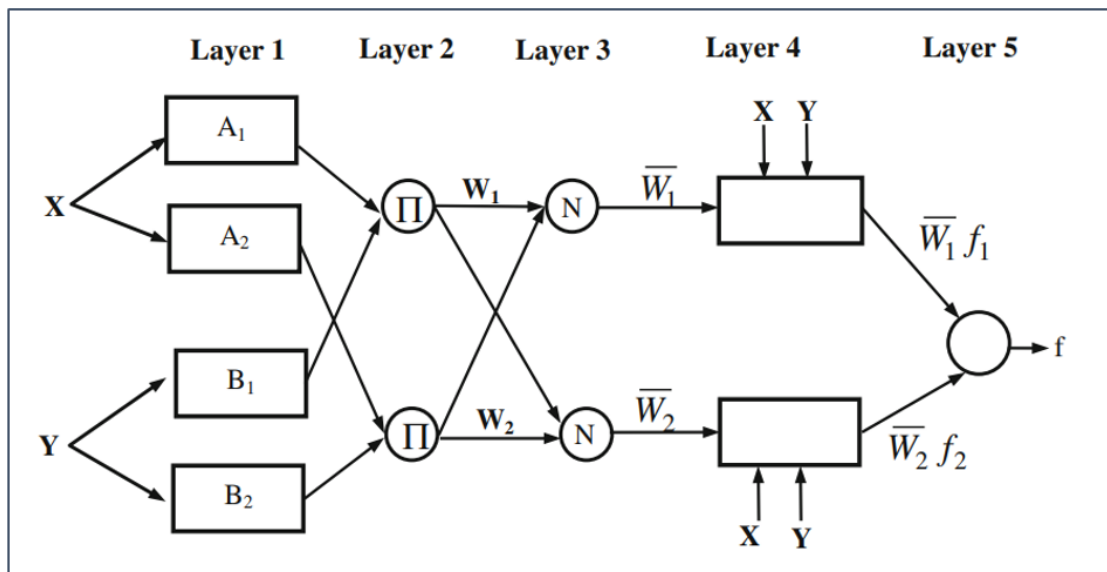 Layer 1 Layer 2 Layer 3 Layer 4 Layer 5
X Y
A₁
W₁ W̅₁
X Π N
A₂ W̅₁ f₁
f
B₁
W₂ W̅₂
Y Π N
W̅₂ f₂
B₂
X Y